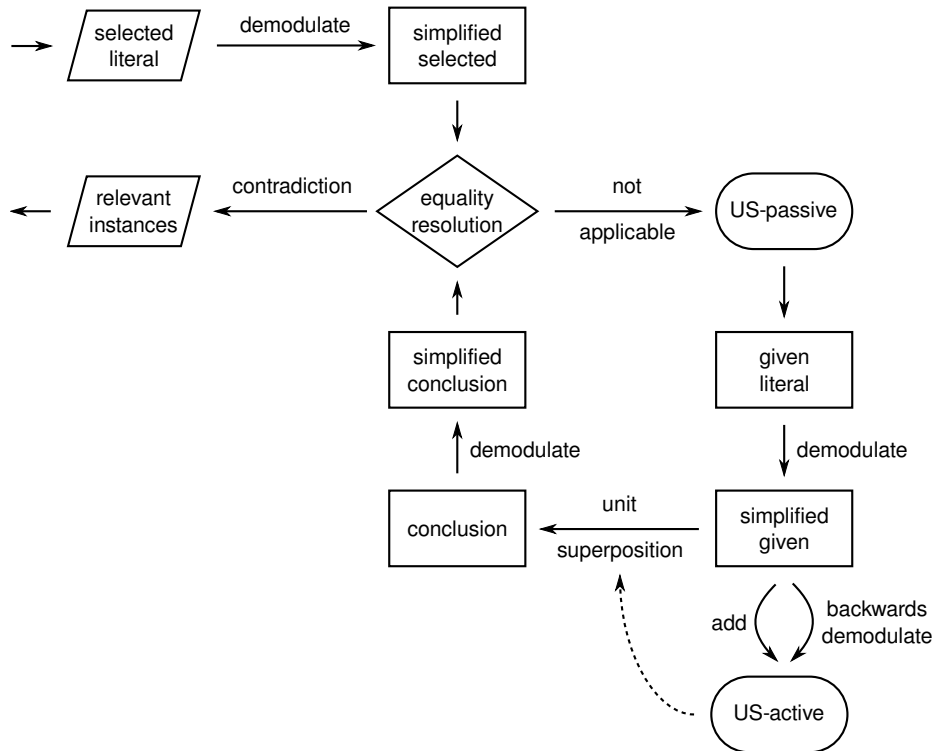 selected
literal
demodulate
simplified
selected
relevant
instances
contradiction
equality
resolution
not
applicable
US-passive
simplified
conclusion
given
literal
demodulate
demodulate
conclusion
unit
superposition
simplified
given
add
backwards
demodulate
US-active